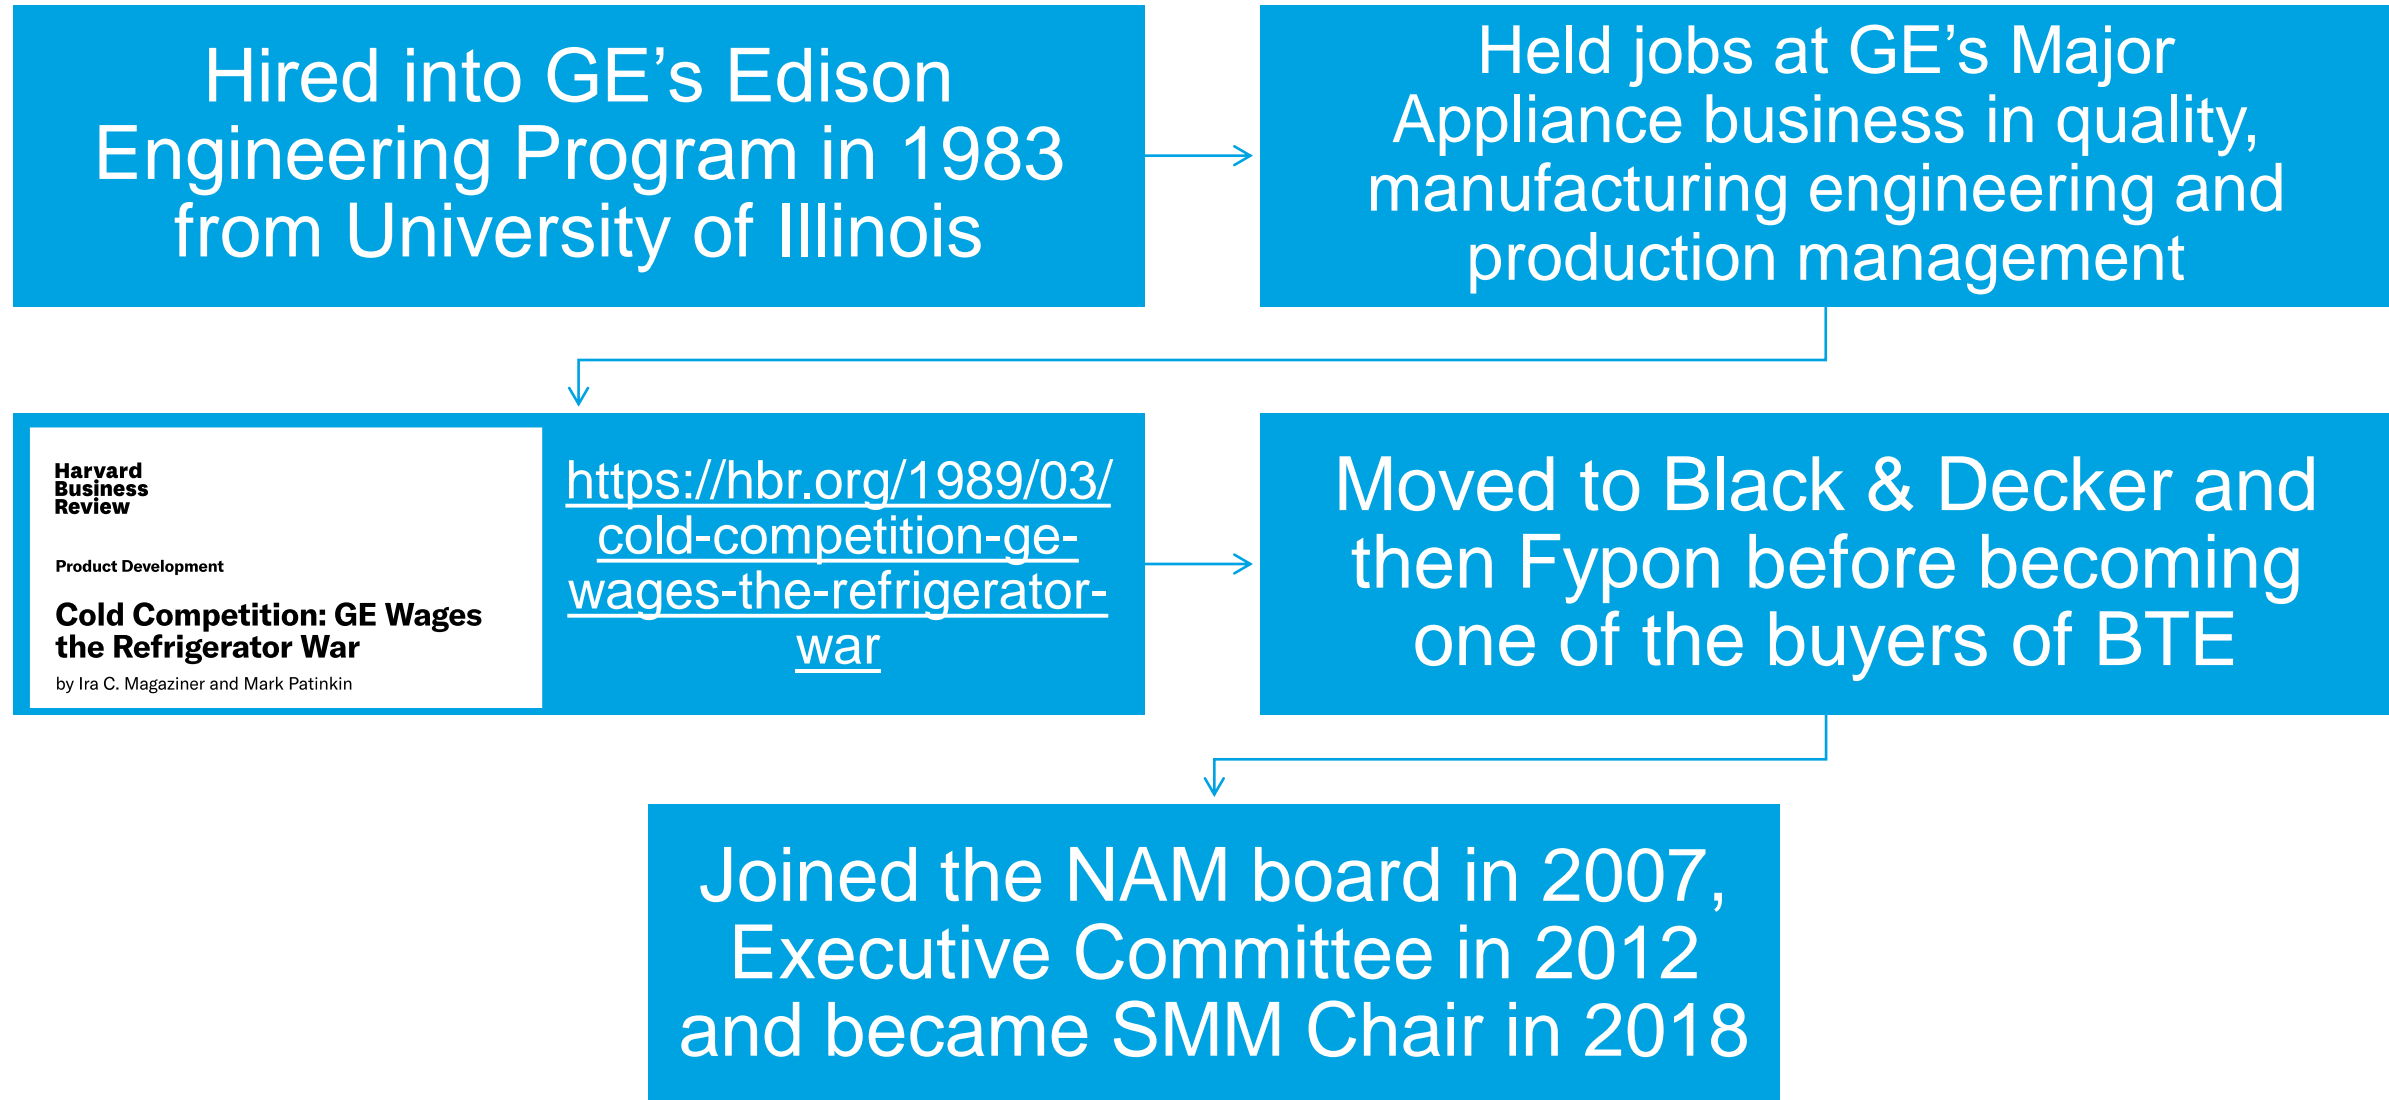 Hired into GE’s Edison
Engineering Program in 1983
from University of Illinois
Held jobs at GE’s Major
Appliance business in quality,
manufacturing engineering and
production management
Harvard
Business
Review
Product Development
Cold Competition: GE Wages
the Refrigerator War
by Ira C. Magaziner and Mark Patinkin
https://hbr.org/1989/03/
cold-competition-ge-
wages-the-refrigerator-
war
Moved to Black & Decker and
then Fypon before becoming
one of the buyers of BTE
Joined the NAM board in 2007,
Executive Committee in 2012
and became SMM Chair in 2018